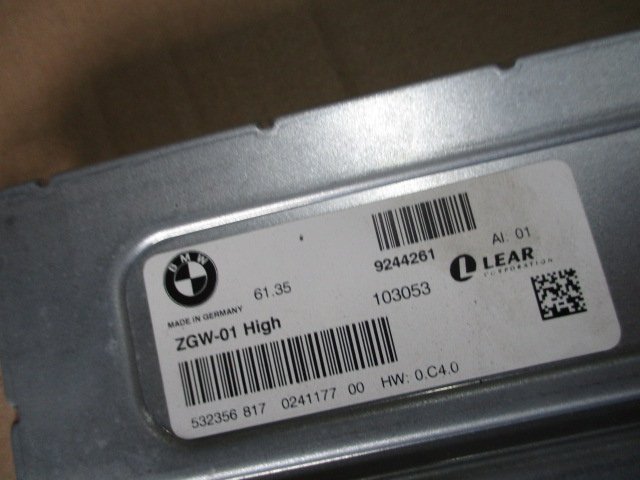 BMW
61.35
9244261
AI. 01
LEAR
CORPORATION
MADE IN GERMANY
103053
ZGW-01 High
532356 817 0241177 00 HW: 0.C4.0